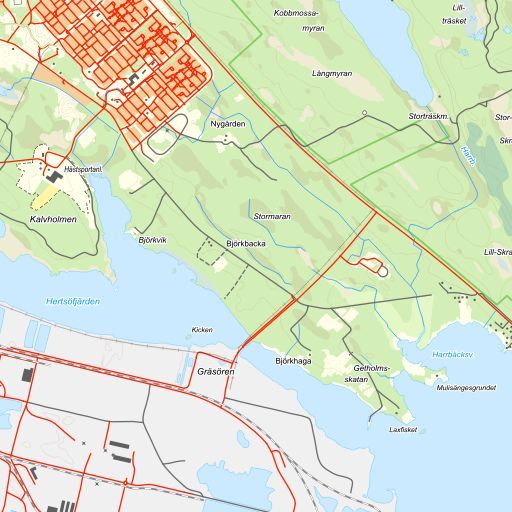 Kobbmossa-
myran
Lill-
träsket
Långmyran
Storträskm.
Stor-
Nygården
Harrb.
Hästsportanl.
Kalvholmen
Stormaran
Björkvik
Björkbacka
Lill-Skra
Hertsöfjärden
Kicken
Harrbäcksv.
Gräsören
Björkhaga
Getholms-
skatan
Mulisängesgrundet
Laxfisket